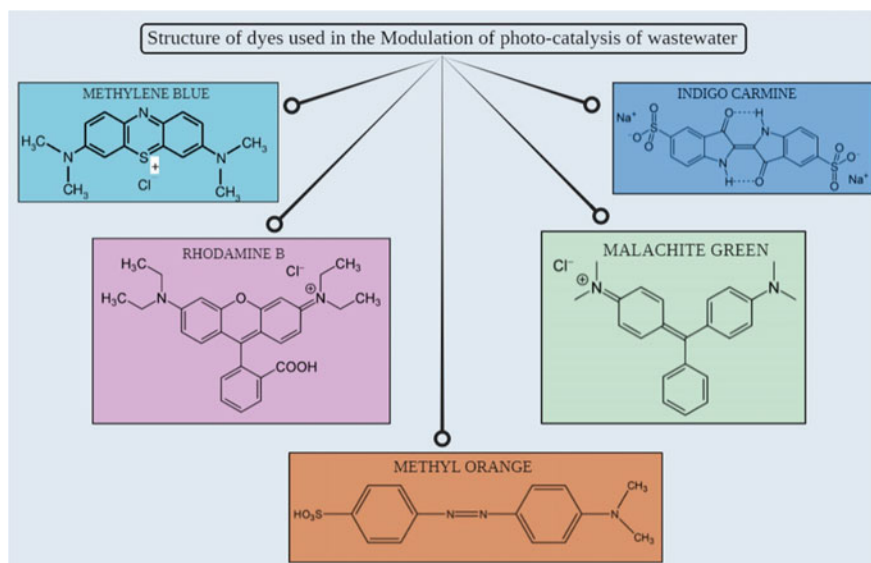 Structure of dyes used in the Modulation of photo-catalysis of wastewater
METHYLENE BLUE
N
H₃C
N
CH₃
S
+
Cl
N
CH₃
CH₃
INDIGO CARMINE
Na⁺
O
⁻O
S
O
O
H
N
N
H
O
O
S
O⁻
O
Na⁺
RHODAMINE B
H₃C
H₃C
N
O
Cl⁻
N
⊕
CH₃
CH₃
COOH
MALACHITE GREEN
Cl⁻
⊕
N
N
METHYL ORANGE
HO₃S
N
N
N
CH₃
CH₃